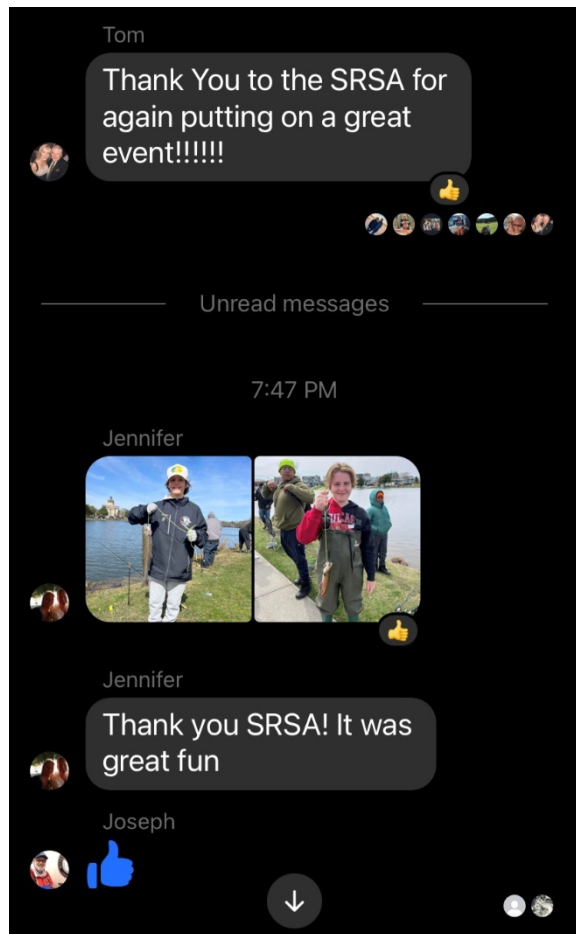 Tom
Thank You to the SRSA for
again putting on a great
event!!!!!!
Unread messages
7:47 PM
Jennifer
Jennifer
Thank you SRSA! It was
great fun
Joseph